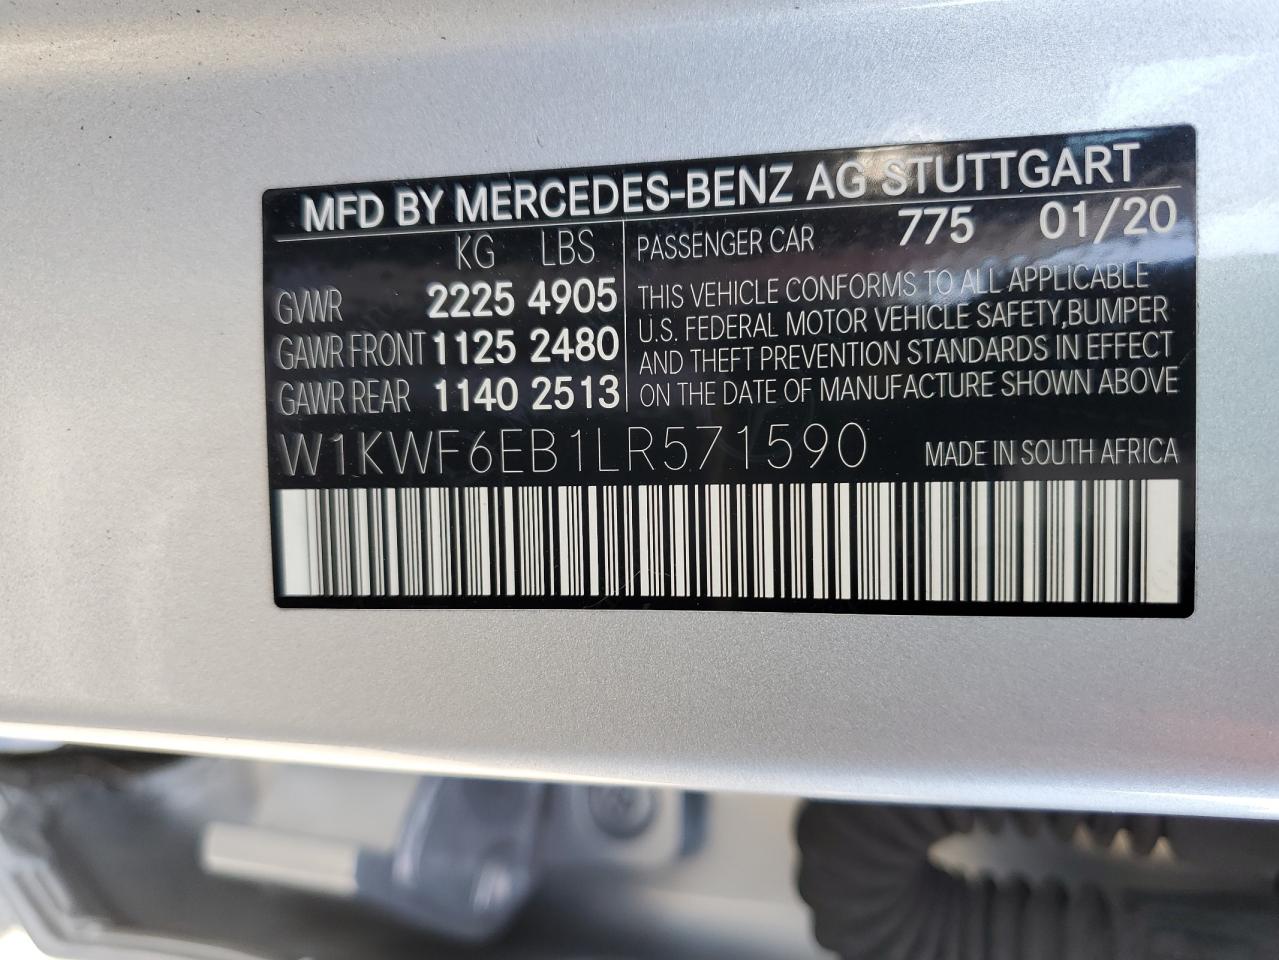 MFD BY MERCEDES-BENZ AG STUTTGART
KG LBS
GVWR 2225 4905
GAWR FRONT 1125 2480
GAWR REAR 1140 2513
PASSENGER CAR 775 01/20
THIS VEHICLE CONFORMS TO ALL APPLICABLE
U.S. FEDERAL MOTOR VEHICLE SAFETY,BUMPER
AND THEFT PREVENTION STANDARDS IN EFFECT
ON THE DATE OF MANUFACTURE SHOWN ABOVE
W1KWF6EB1LR571590 MADE IN SOUTH AFRICA